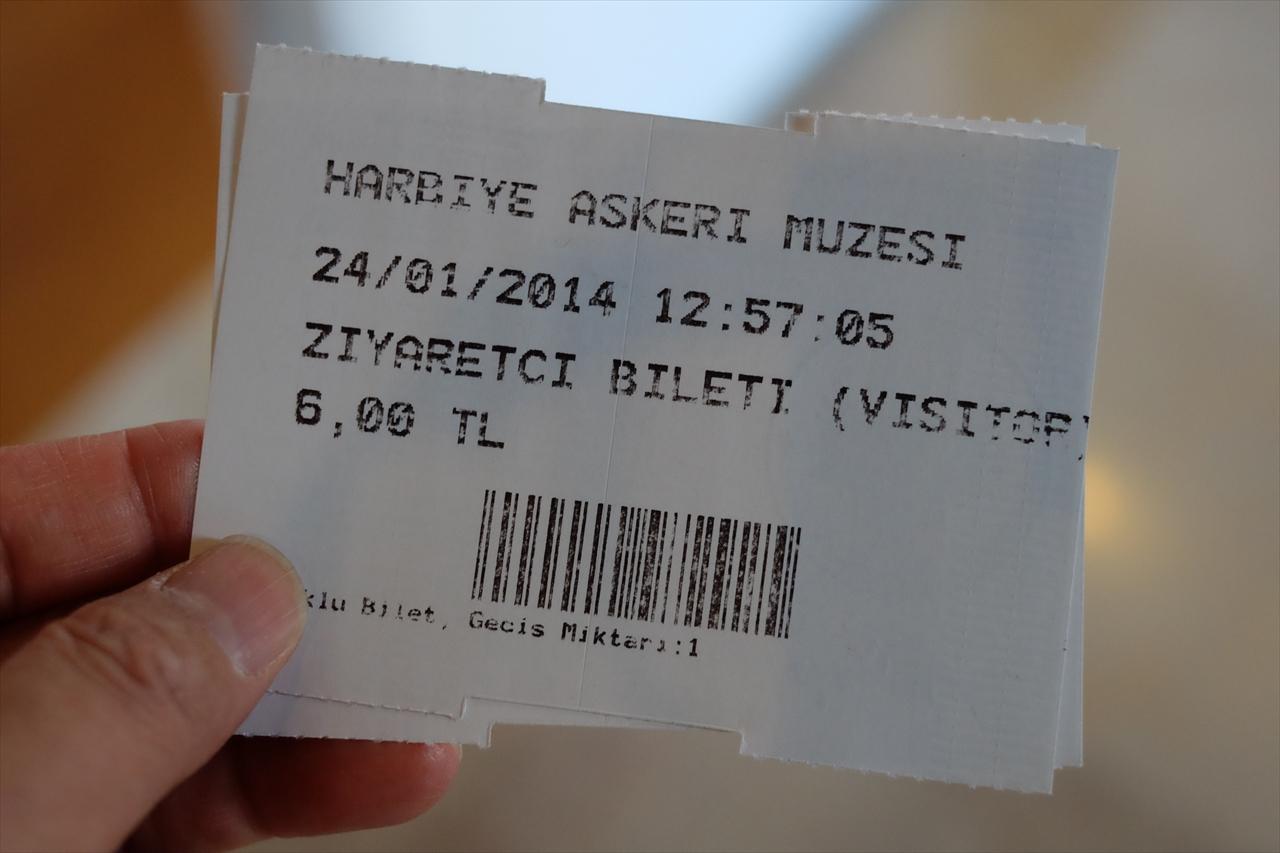 HARBIYE ASKERI MUZESI
24/01/2014 12:57:05
ZIYARETCI BILETI (VISITOR)
6,00 TL
klu Bilet, Gecis Miktarı:1